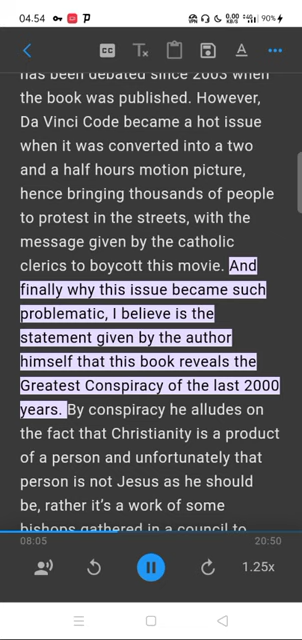 04.54
0.00
KB/S
90%
CC
has been debated since 2003 when
the book was published. However,
Da Vinci Code became a hot issue
when it was converted into a two
and a half hours motion picture,
hence bringing thousands of people
to protest in the streets, with the
message given by the catholic
clerics to boycott this movie. And
finally why this issue became such
problematic, I believe is the
statement given by the author
himself that this book reveals the
Greatest Conspiracy of the last 2000
years. By conspiracy he alludes on
the fact that Christianity is a product
of a person and unfortunately that
person is not Jesus as he should
be, rather it's a work of some
bishops gathered in a council to
08:05
20:50
1.25x